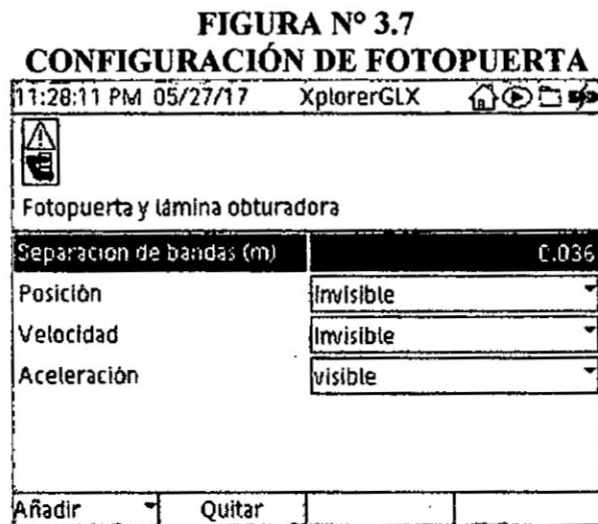 FIGURA Nº 3.7
CONFIGURACIÓN DE FOTOPUERTA
11:28:11 PM 05/27/17 XplorerGLX
Fotopuerta y lámina obturadora
Separacion de bandas (m) 0.036
Posición Invisible
Velocidad Invisible
Aceleración visible
Añadir Quitar